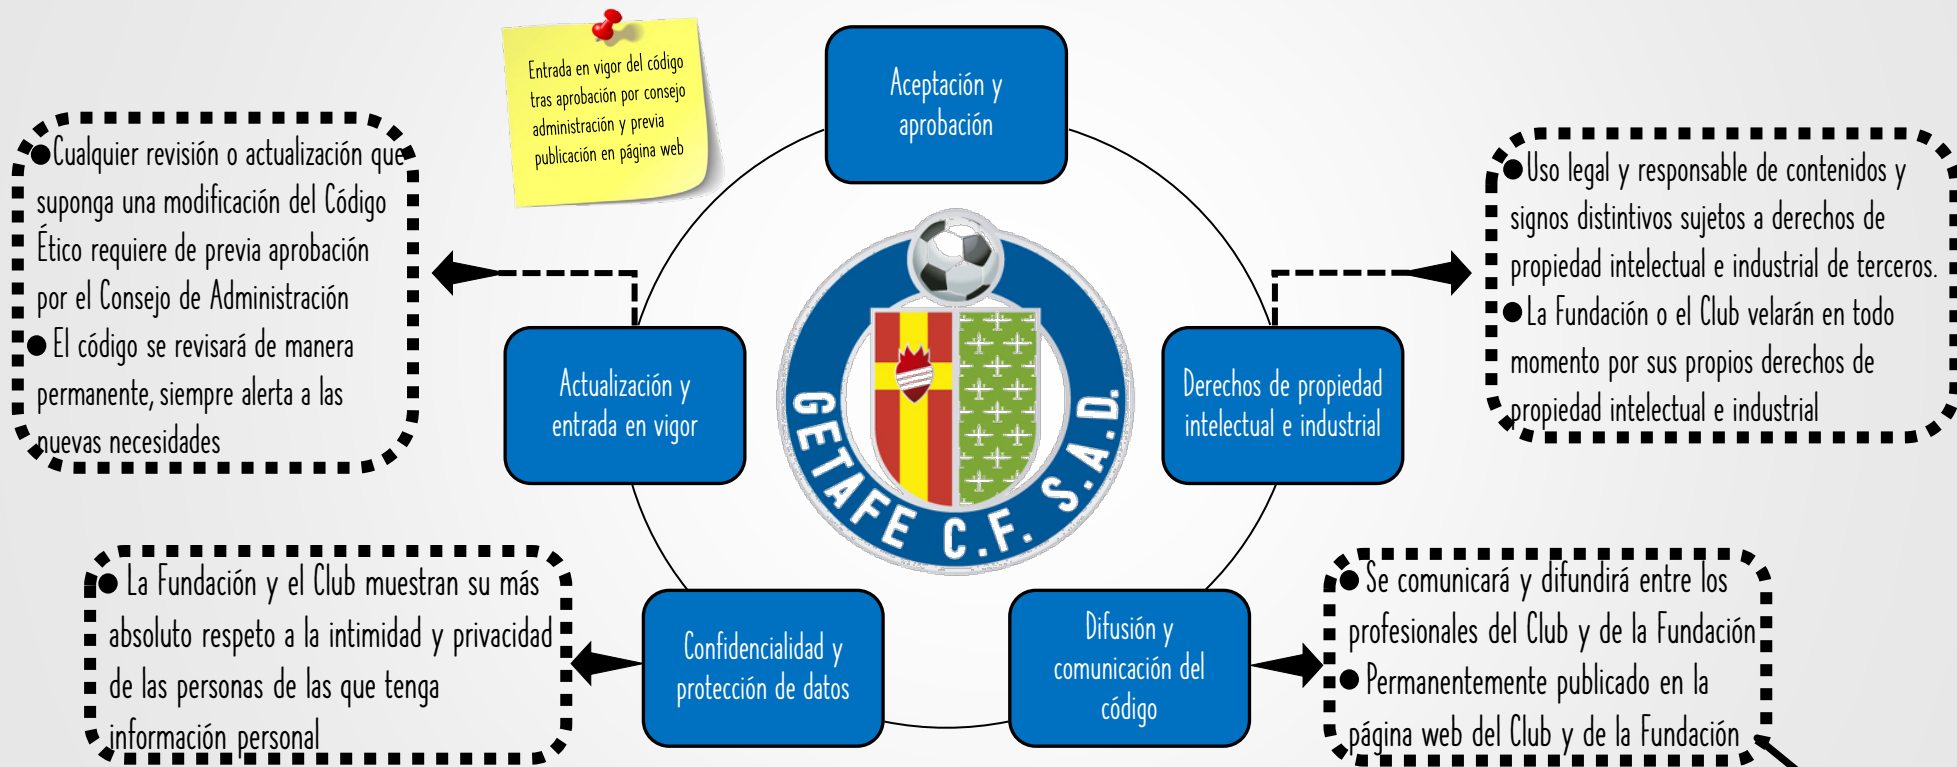 Entrada en vigor del código
tras aprobación por consejo
administración y previa
publicación en página web
Aceptación y
aprobación
●Cualquier revisión o actualización que
suponga una modificación del Código
Ético requiere de previa aprobación
por el Consejo de Administración
● El código se revisará de manera
permanente, siempre alerta a las
nuevas necesidades
●Uso legal y responsable de contenidos y
signos distintivos sujetos a derechos de
propiedad intelectual e industrial de terceros.
●La Fundación o el Club velarán en todo
momento por sus propios derechos de
propiedad intelectual e industrial
Actualización y
entrada en vigor
GETAFE C.F. S.A.D.
Derechos de propiedad
intelectual e industrial
● La Fundación y el Club muestran su más
absoluto respeto a la intimidad y privacidad
de las personas de las que tenga
información personal
Confidencialidad y
protección de datos
Difusión y
comunicación del
código
● Se comunicará y difundirá entre los
profesionales del Club y de la Fundación
● Permanentemente publicado en la
página web del Club y de la Fundación